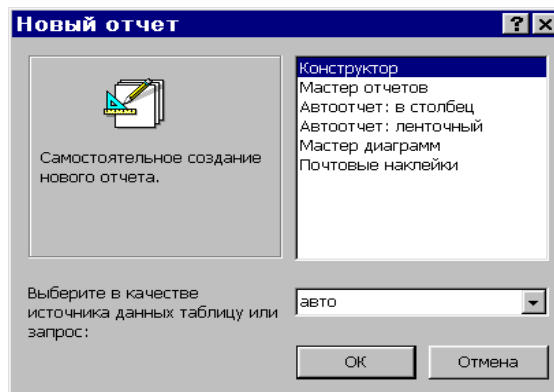 Новый отчет
Самостоятельное создание
нового отчета.
Конструктор
Мастер отчетов
Автоотчет: в столбец
Автоотчет: ленточный
Мастер диаграмм
Почтовые наклейки
Выберите в качестве
источника данных таблицу или
запрос:
авто
ОК
Отмена